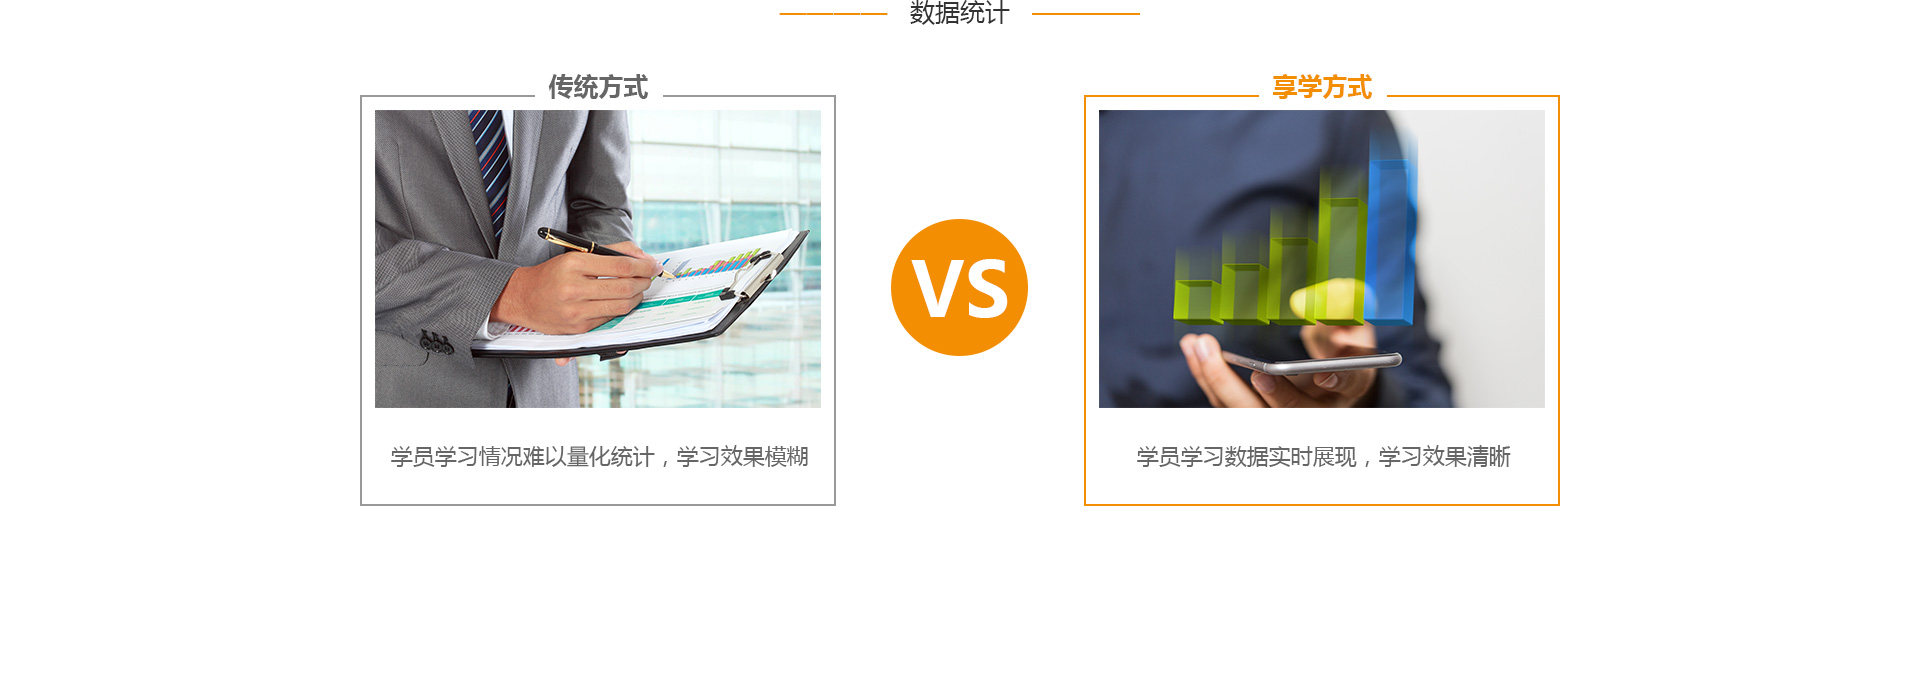 数据统计
传统方式
享学方式
VS
学员学习情况难以量化统计，学习效果模糊
学员学习数据实时展现，学习效果清晰